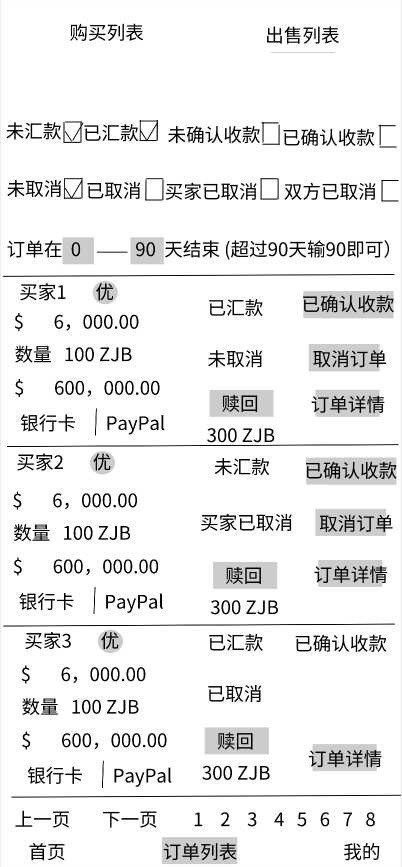 购买列表 出售列表
未汇款 已汇款 未确认收款 已确认收款
未取消 已取消 买家已取消 双方已取消
订单在 0 —— 90 天结束 (超过90天输90即可)
买家1 优 已汇款 已确认收款
$ 6，000.00
数量 100 ZJB 未取消 取消订单
$ 600，000.00 赎回 订单详情
银行卡 | PayPal 300 ZJB
买家2 优 未汇款 已确认收款
$ 6，000.00
数量 100 ZJB 买家已取消 取消订单
$ 600，000.00 赎回 订单详情
银行卡 | PayPal 300 ZJB
买家3 优 已汇款 已确认收款
$ 6，000.00
数量 100 ZJB 已取消
$ 600，000.00 赎回 订单详情
银行卡 | PayPal 300 ZJB
上一页 下一页 1 2 3 4 5 6 7 8
首页 订单列表 我的